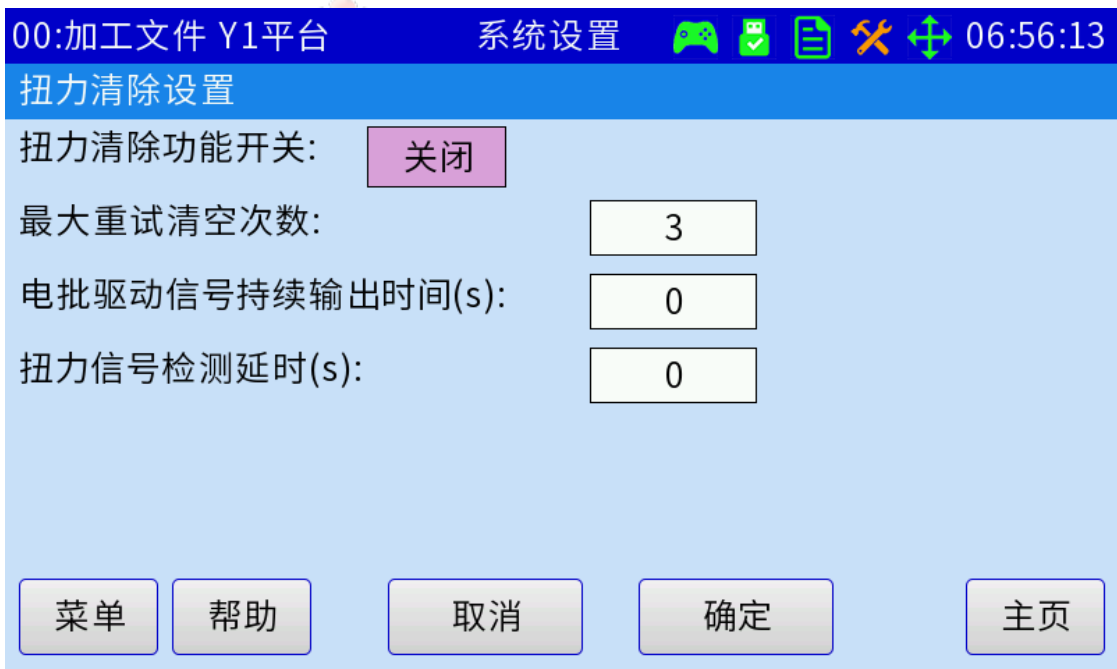 00:加工文件 Y1平台 系统设置 06:56:13
扭力清除设置
扭力清除功能开关: 关闭
最大重试清空次数: 3
电批驱动信号持续输出时间(s): 0
扭力信号检测延时(s): 0
菜单 帮助 取消 确定 主页